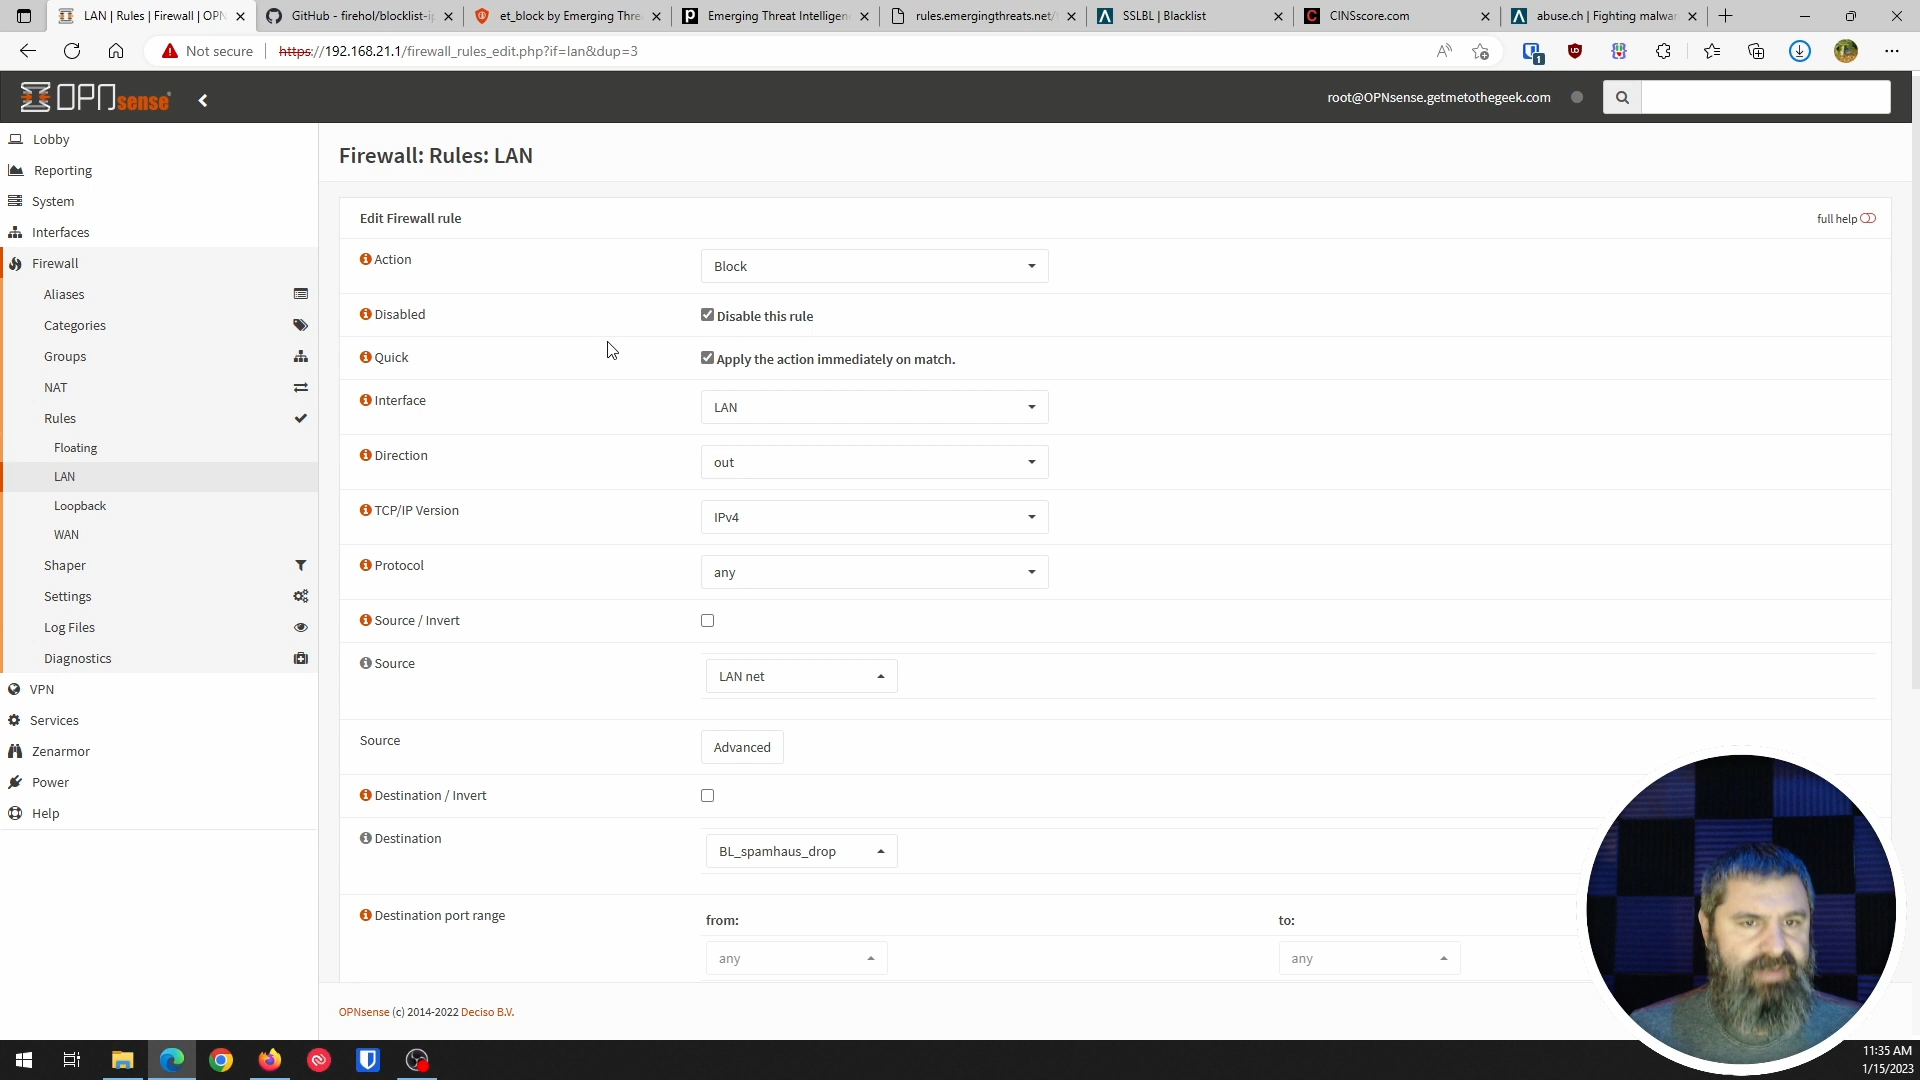 LAN | Rules | Firewall | OPN
GitHub - firehol/blocklist-ip
et_block by Emerging Thre
Emerging Threat Intelligen
rules.emergingthreats.net/
SSLBL | Blacklist
CINSscore.com
abuse.ch | Fighting malwar
Not secure
https://192.168.21.1/firewall_rules_edit.php?if=lan&dup=3
1
OPNsense
root@OPNsense.getmetothegeek.com
Lobby
Reporting
System
Interfaces
Firewall
Aliases
Categories
Groups
NAT
Rules
Floating
LAN
Loopback
WAN
Shaper
Settings
Log Files
Diagnostics
VPN
Services
Zenarmor
Power
Help
Firewall: Rules: LAN
Edit Firewall rule
full help
Action
Block
Disabled
Disable this rule
Quick
Apply the action immediately on match.
Interface
LAN
Direction
out
TCP/IP Version
IPv4
Protocol
any
Source / Invert
Source
LAN net
Source
Advanced
Destination / Invert
Destination
BL_spamhaus_drop
Destination port range
from:
to:
any
any
OPNsense (c) 2014-2022 Deciso B.V.
11:35 AM
1/15/2023